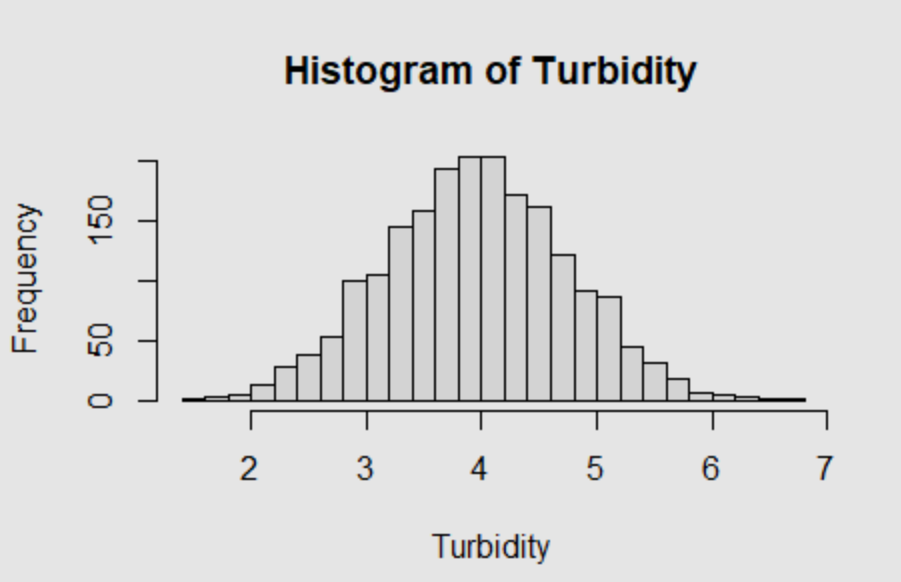 Histogram of Turbidity
Frequency
150
50
0
2 3 4 5 6 7
Turbidity